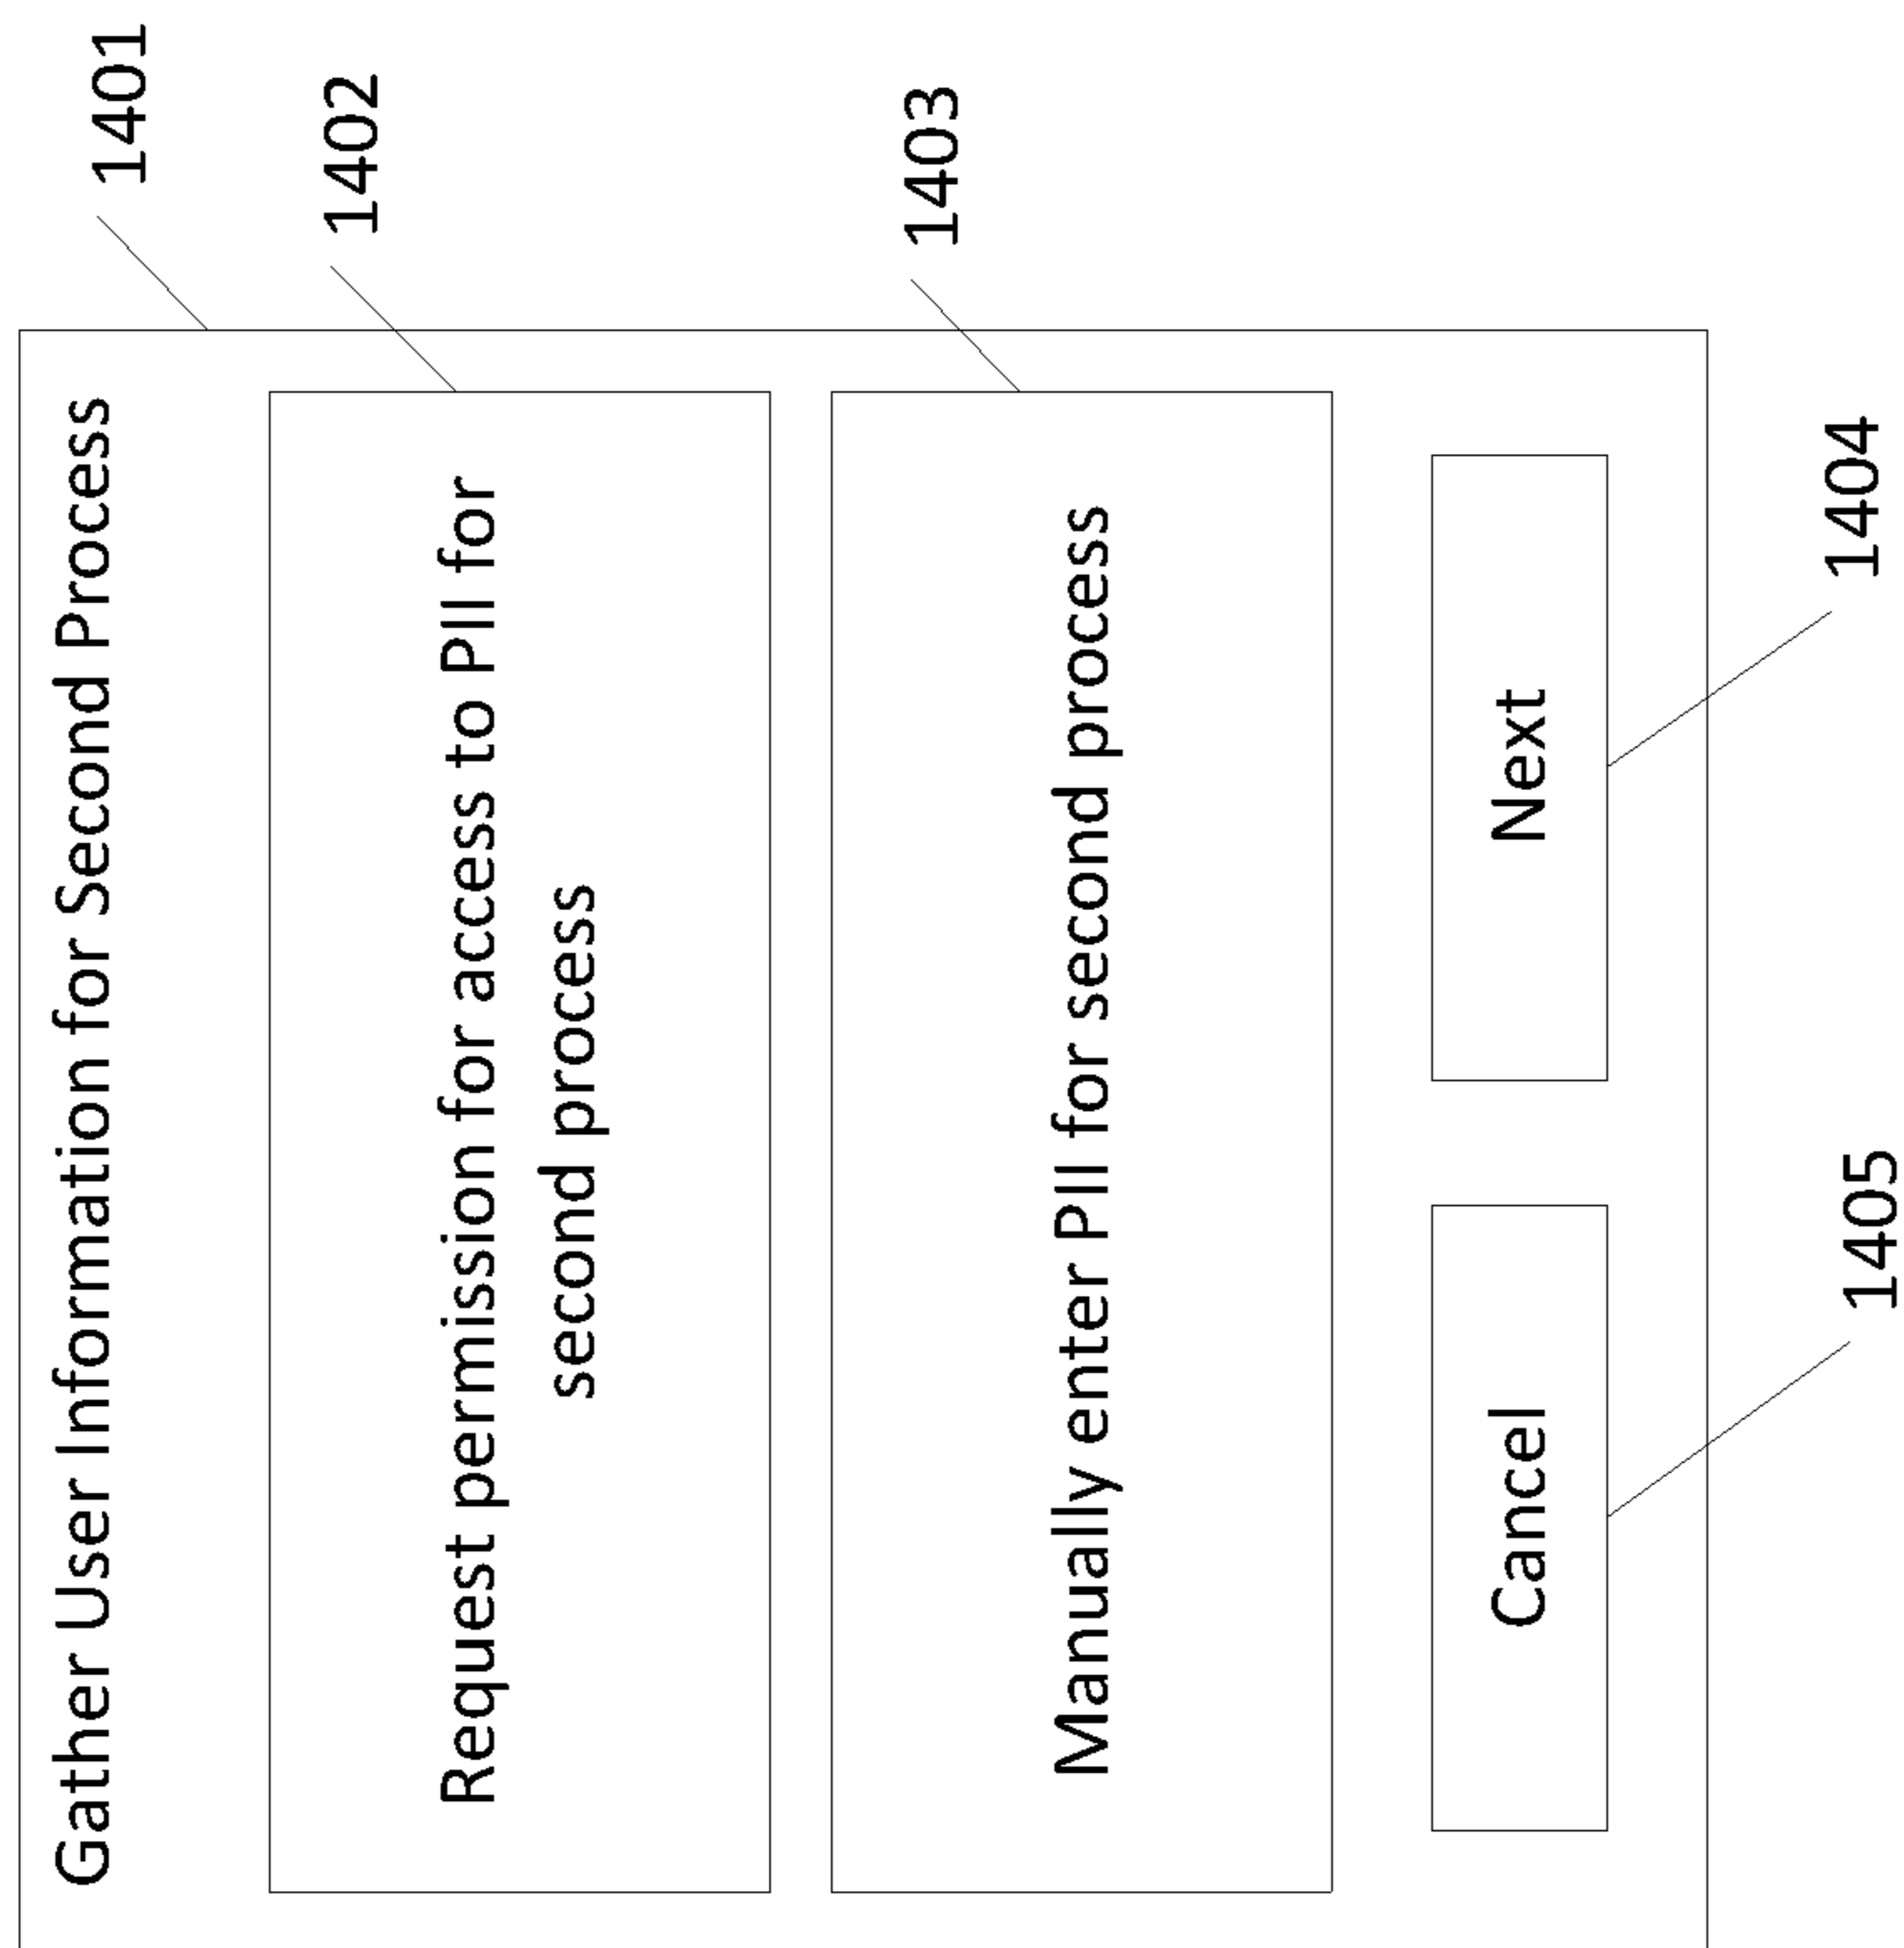 Gather User Information for Second Process
1401
Request permission for access to PII for
second process
1402
Manually enter PII for second process
1403
Cancel
Next
1405
1404